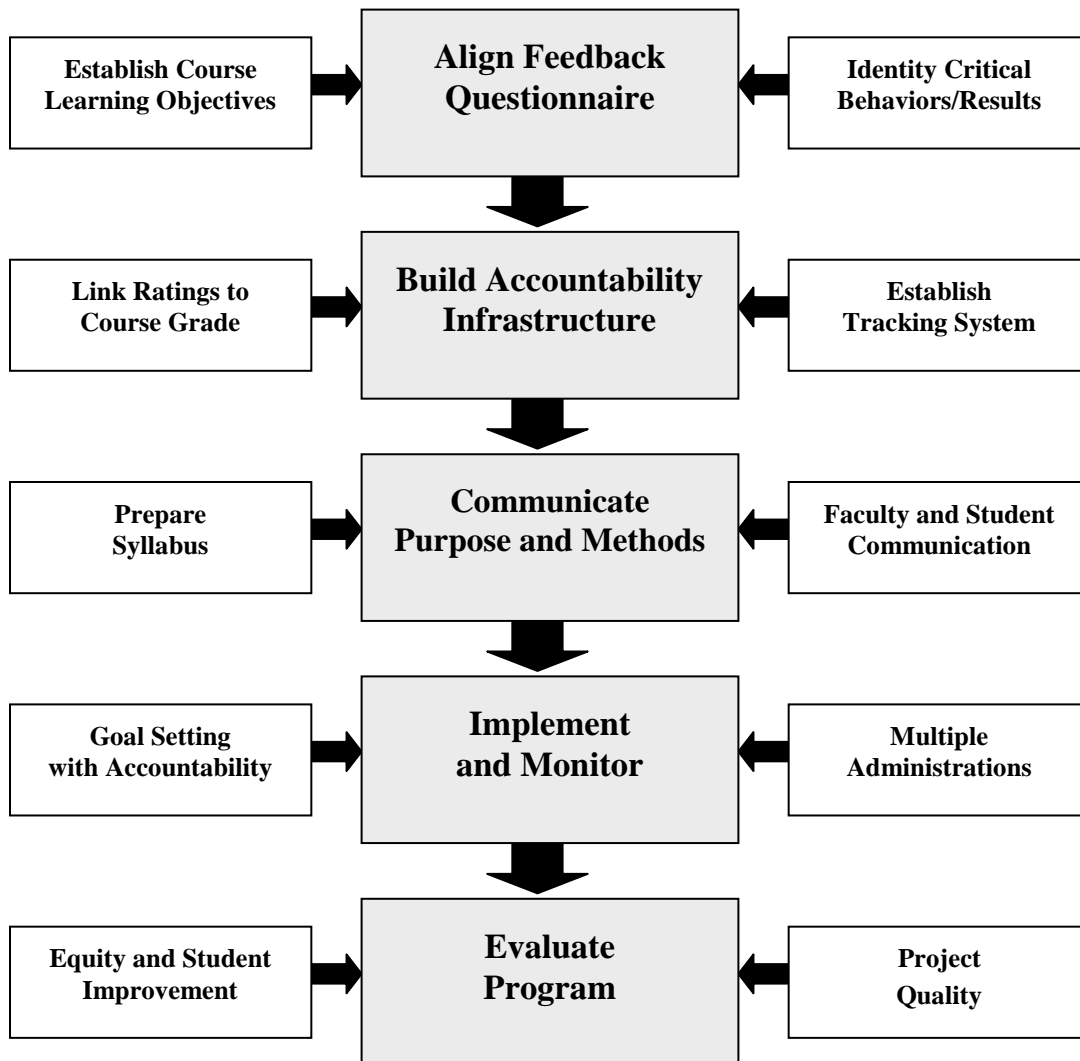 Establish Course
Learning Objectives
Align Feedback
Questionnaire
Identity Critical
Behaviors/Results
Link Ratings to
Course Grade
Build Accountability
Infrastructure
Establish
Tracking System
Prepare
Syllabus
Communicate
Purpose and Methods
Faculty and Student
Communication
Goal Setting
with Accountability
Implement
and Monitor
Multiple
Administrations
Equity and Student
Improvement
Evaluate
Program
Project
Quality